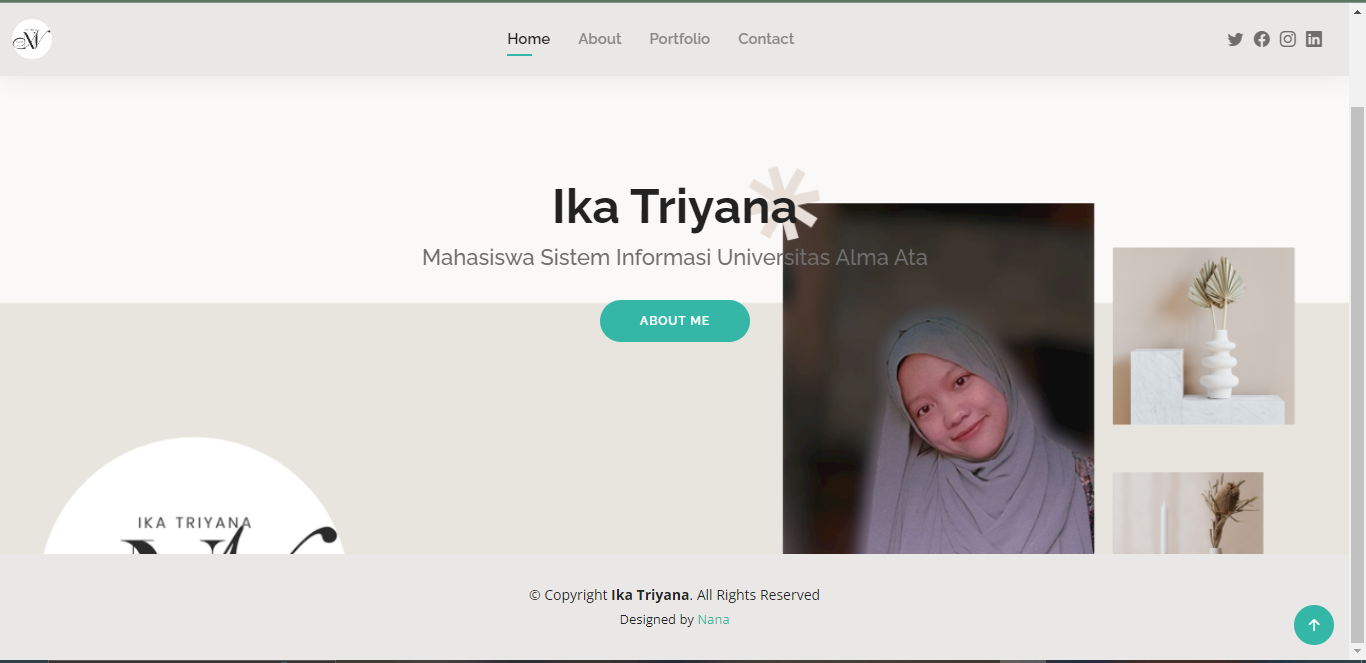 Home About Portfolio Contact
Ika Triyana
Mahasiswa Sistem Informasi Universitas Alma Ata
ABOUT ME
IKA TRIYANA
© Copyright Ika Triyana. All Rights Reserved
Designed by Nana